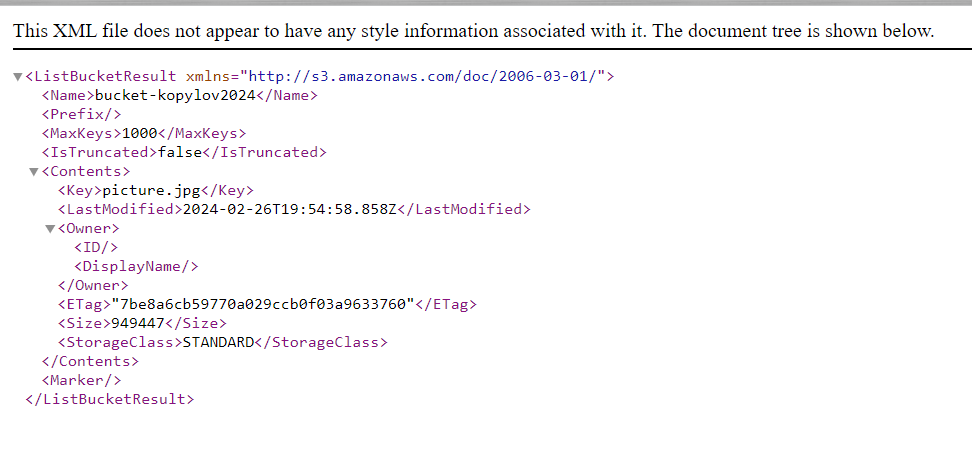 This XML file does not appear to have any style information associated with it. The document tree is shown below.
▼<ListBucketResult xmlns="http://s3.amazonaws.com/doc/2006-03-01/">
<Name>bucket-kopylov2024</Name>
<Prefix/>
<MaxKeys>1000</MaxKeys>
<IsTruncated>false</IsTruncated>
▼<Contents>
<Key>picture.jpg</Key>
<LastModified>2024-02-26T19:54:58.858Z</LastModified>
▼<Owner>
<ID/>
<DisplayName/>
</Owner>
<ETag>"7be8a6cb59770a029ccb0f03a9633760"</ETag>
<Size>949447</Size>
<StorageClass>STANDARD</StorageClass>
</Contents>
<Marker/>
</ListBucketResult>